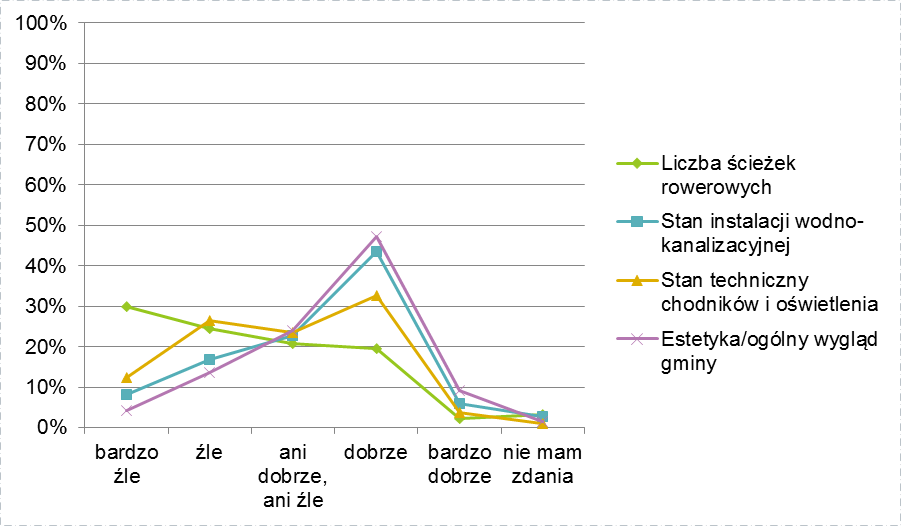 100%
90%
80%
70%
60%
50%
40%
30%
20%
10%
0%
bardzo
źle
źle
ani
dobrze,
ani źle
dobrze
bardzo
dobrze
nie mam
zdania
Liczba ścieżek
rowerowych
Stan instalacji wodno-
kanalizacyjnej
Stan techniczny
chodników i oświetlenia
Estetyka/ogólny wygląd
gminy